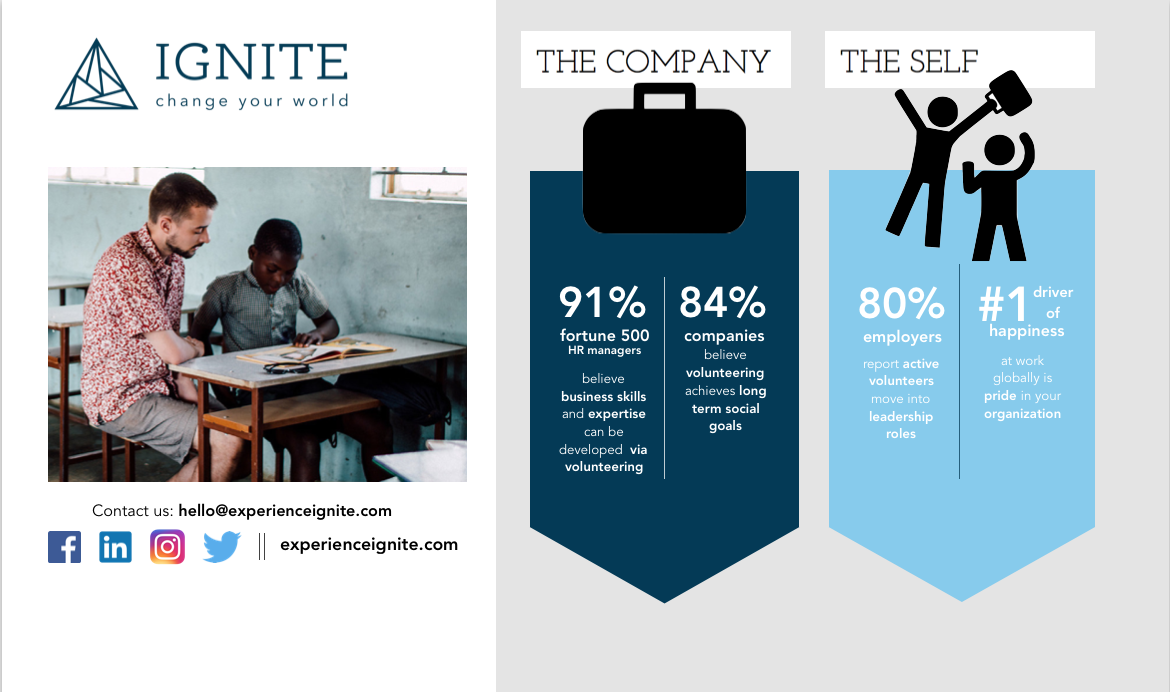 IGNITE
change your world
Contact us: hello@experienceignite.com
experienceignite.com
THE COMPANY
91%
fortune 500
HR managers
believe
business skills
and expertise
can be
developed via
volunteering
84%
companies
believe
volunteering
achieves long
term social
goals
THE SELF
80%
employers
report active
volunteers
move into
leadership
roles
#1 driver
of
happiness
at work
globally is
pride in your
organization